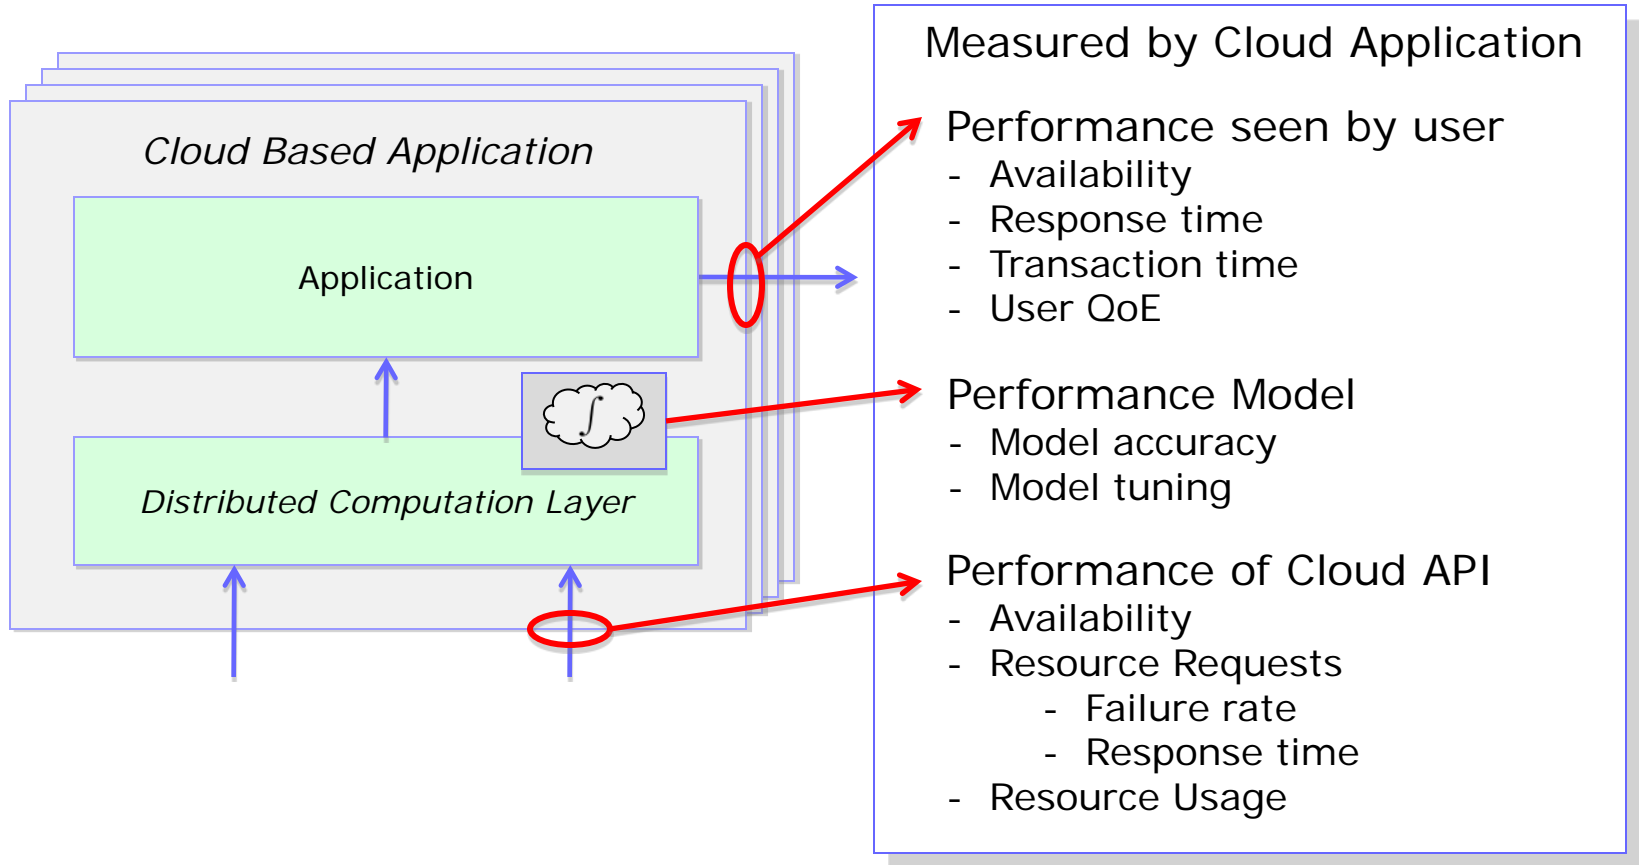 Cloud Based Application
Application
∫
Distributed Computation Layer
Measured by Cloud Application
Performance seen by user
- Availability
- Response time
- Transaction time
- User QoE
Performance Model
- Model accuracy
- Model tuning
Performance of Cloud API
- Availability
- Resource Requests
- Failure rate
- Response time
- Resource Usage